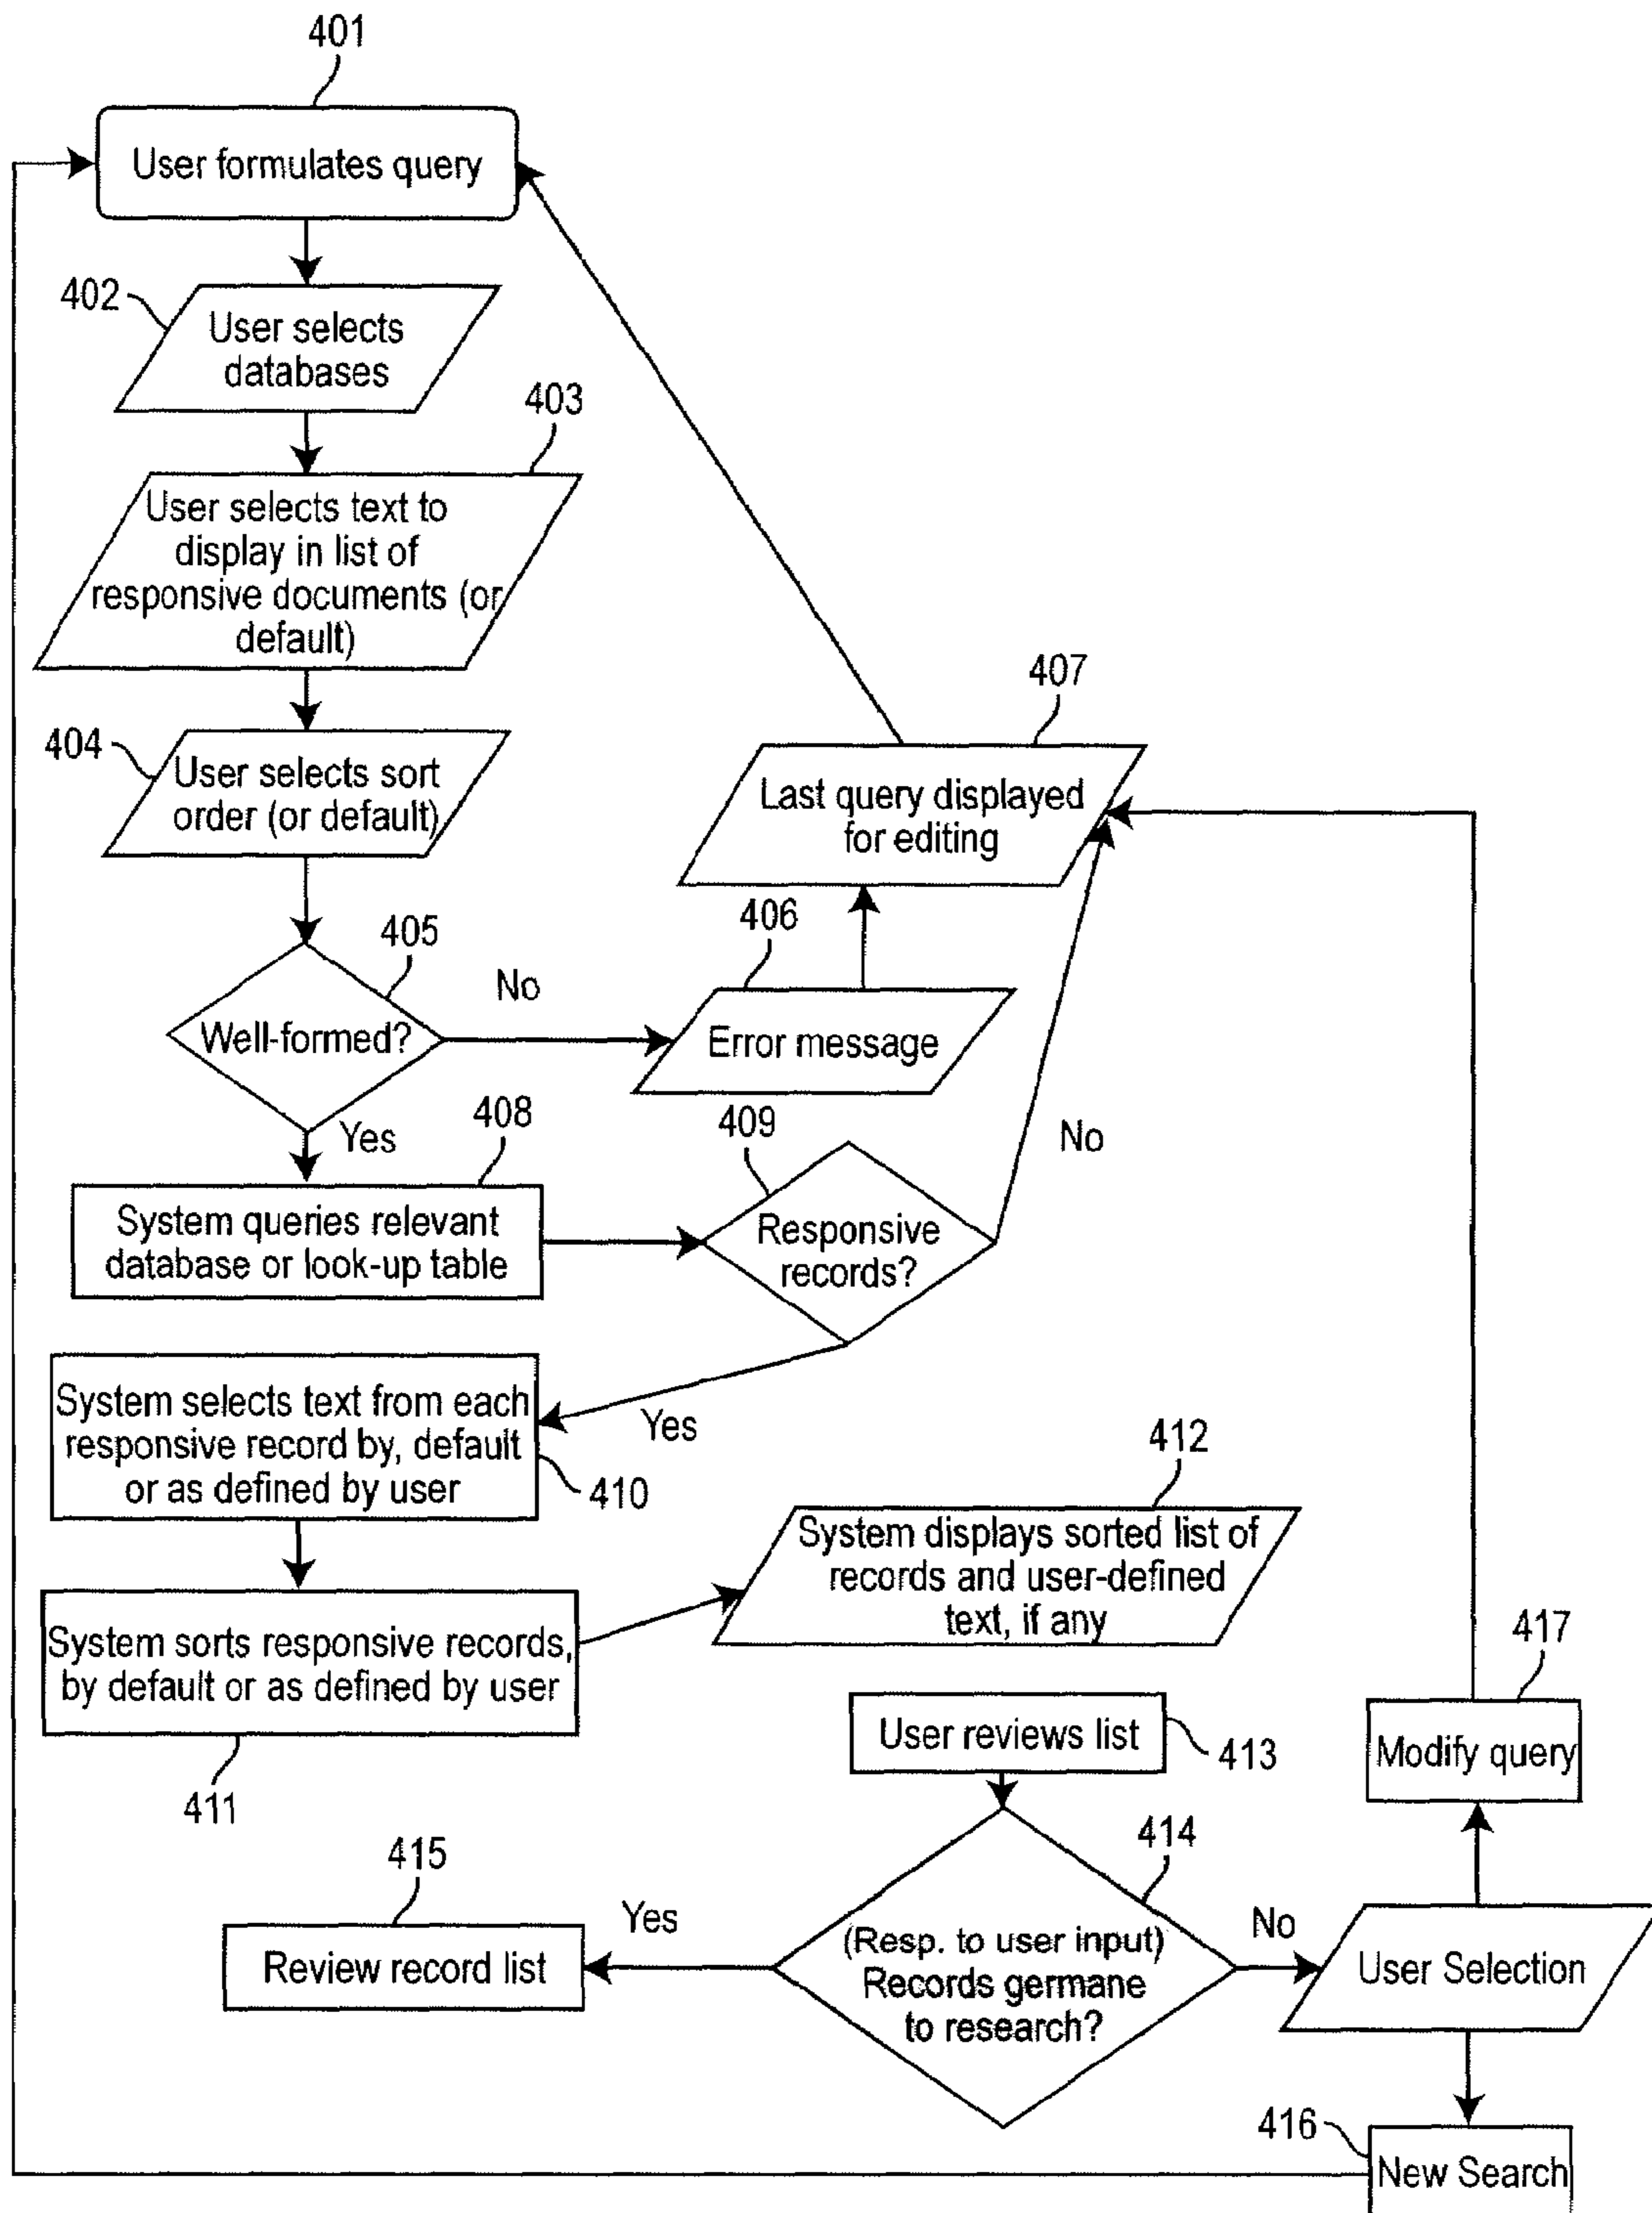 401
User formulates query
402
User selects
databases
403
User selects text to
display in list of
responsive documents (or
default)
404
User selects sort
order (or default)
407
Last query displayed
for editing
405
Well-formed?
No
406
Error message
Yes
408
System queries relevant
database or look-up table
409
Responsive
records?
No
Yes
System selects text from each
responsive record by, default
or as defined by user
410
412
System displays sorted list of
records and user-defined
text, if any
System sorts responsive records,
by default or as defined by user
411
User reviews list
413
417
Modify query
414
(Resp. to user input)
Records germane
to research?
415
Yes
Review record list
No
User Selection
416
New Search